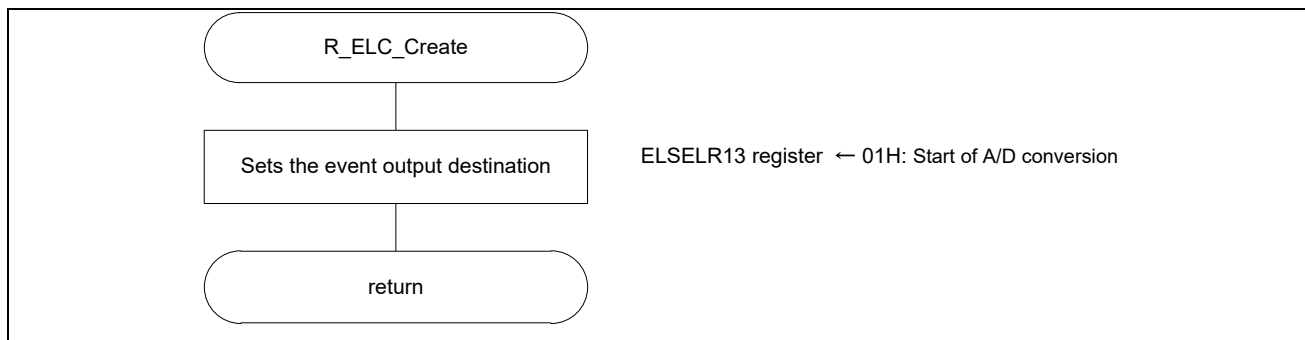 R_ELC_Create
Sets the event output destination
ELSELR13 register ← 01H: Start of A/D conversion
return